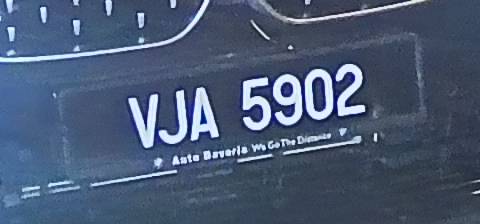 VJA 5902
Auto Bavaria We Go The Distance